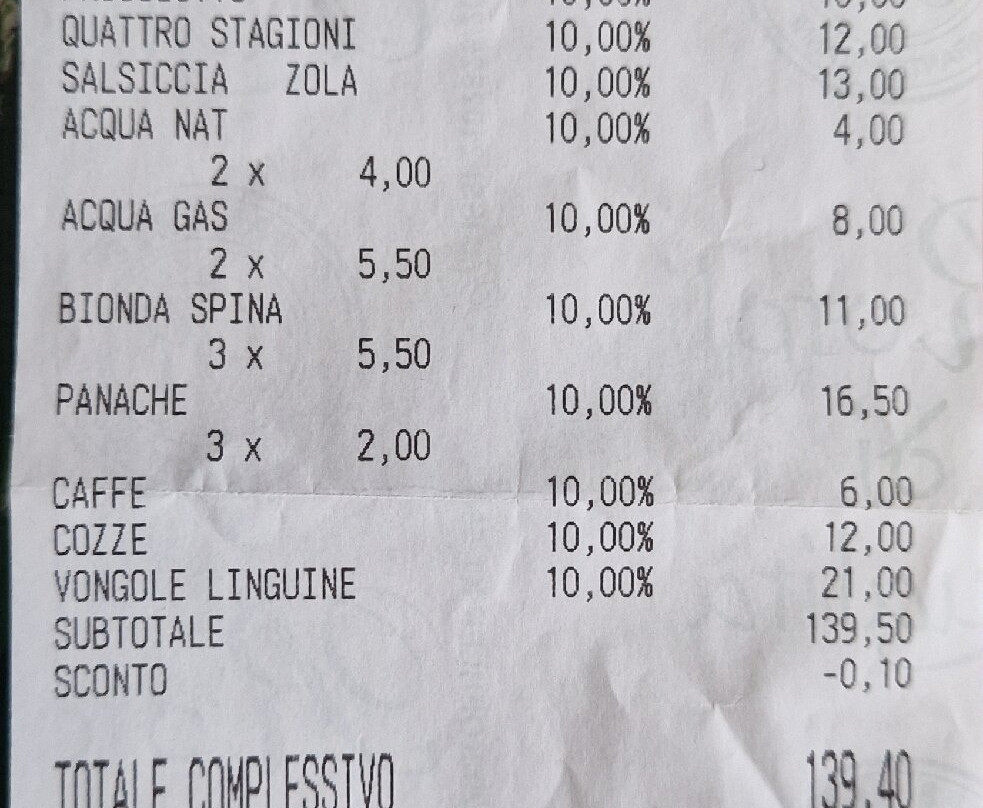 QUATTRO STAGIONI 10,00% 12,00
SALSICCIA ZOLA 10,00% 13,00
ACQUA NAT 10,00% 4,00
2 x 4,00
ACQUA GAS 10,00% 8,00
2 x 5,50
BIONDA SPINA 10,00% 11,00
3 x 5,50
PANACHE 10,00% 16,50
3 x 2,00
CAFFE 10,00% 6,00
COZZE 10,00% 12,00
VONGOLE LINGUINE 10,00% 21,00
SUBTOTALE 139,50
SCONTO -0,10
TOTALE COMPLESSIVO 139,40